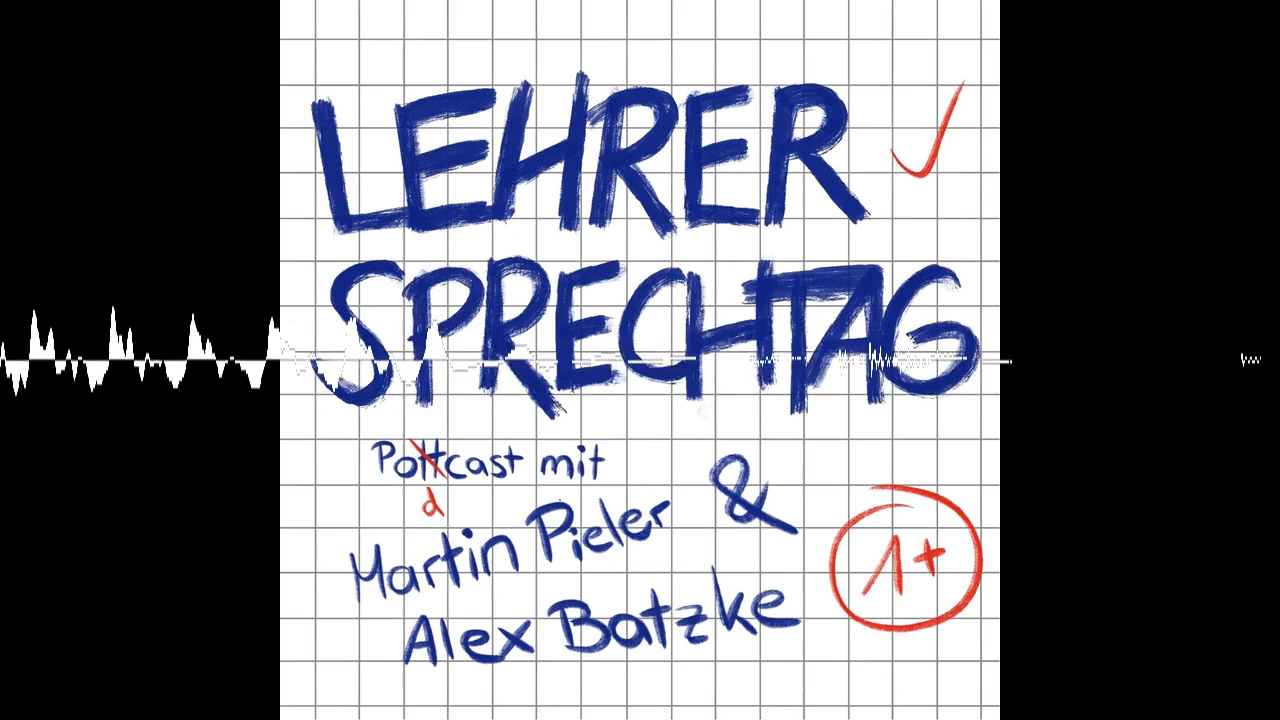 LEHRER
SPRECHTAG
Pottcast mit
d
Martin Pieler &
Alex Batzke
1+